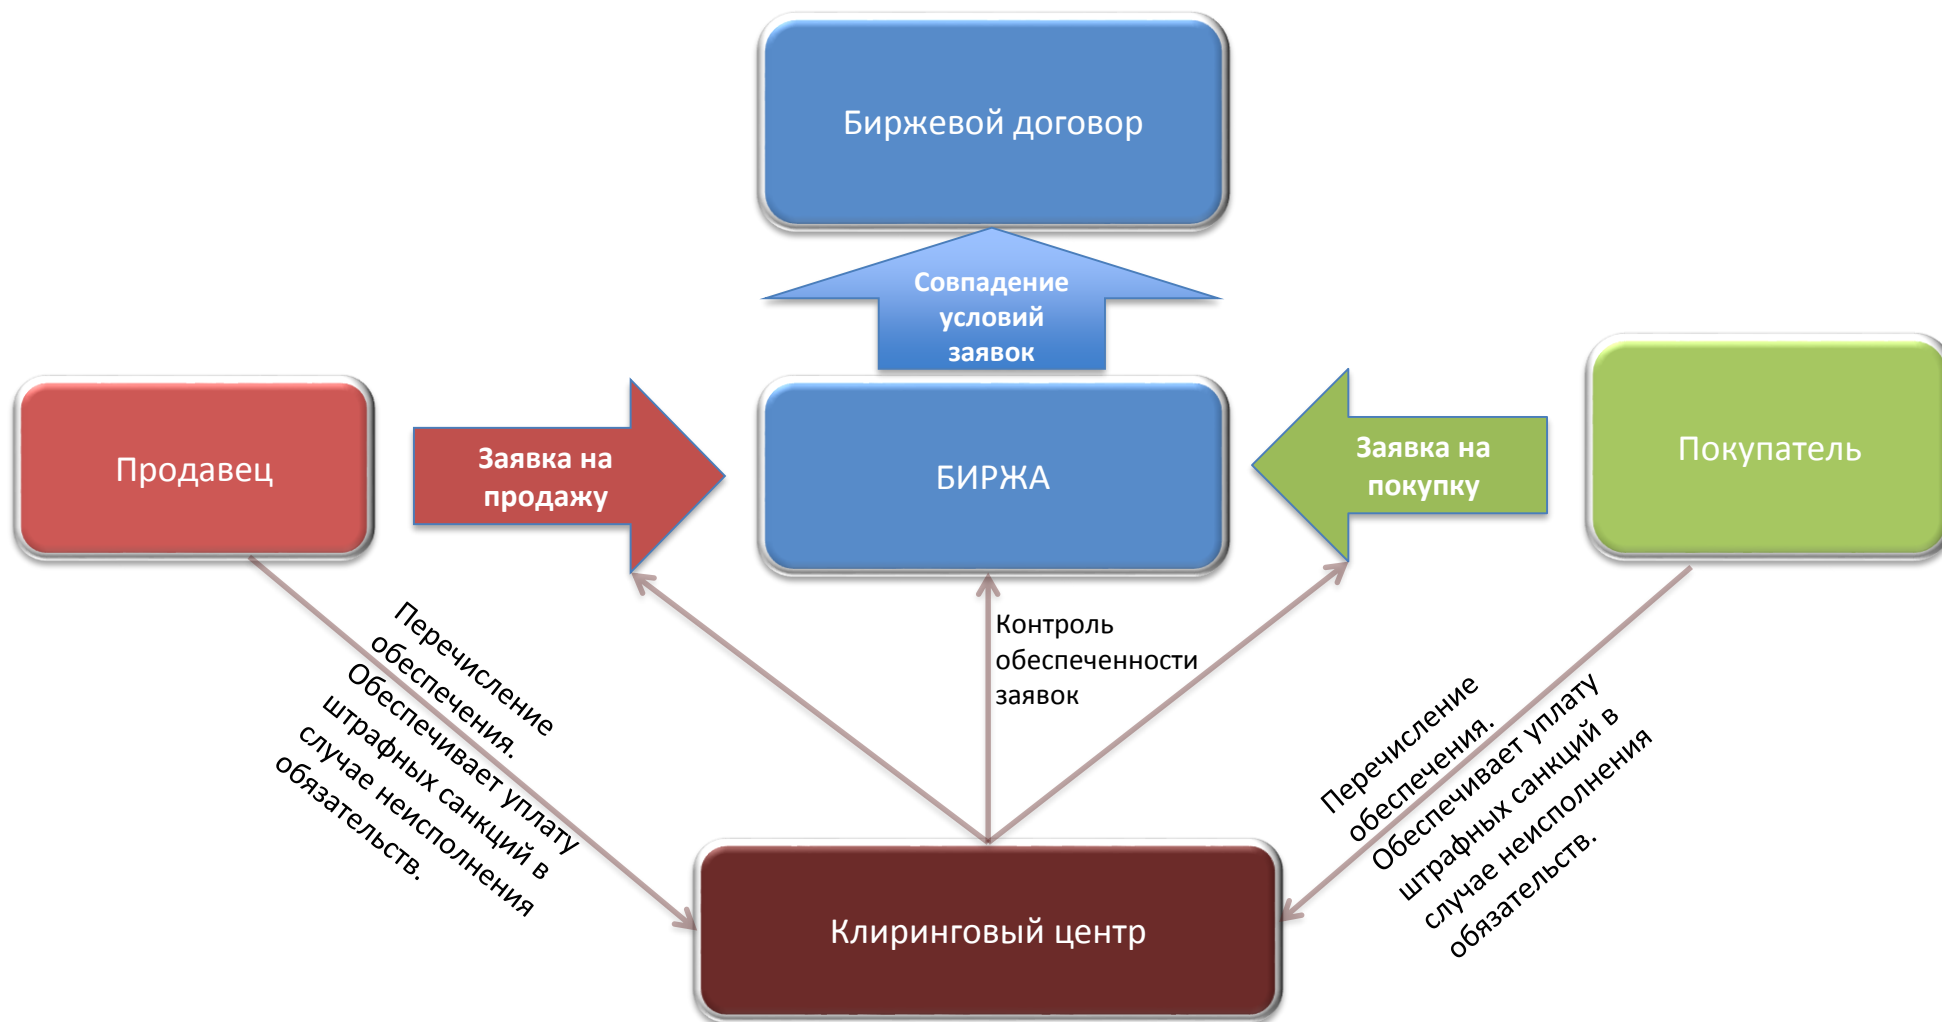 Биржевой договор
Совпадение
условий
заявок
Продавец
Заявка на
продажу
БИРЖА
Заявка на
покупку
Покупатель
Перечисление
обеспечения.
Обеспечивает уплату
штрафных санкций в
случае неисполнения
обязательств.
Контроль
обеспеченности
заявок
Перечисление
обеспечения.
Обеспечивает уплату
штрафных санкций в
случае неисполнения
обязательств.
Клиринговый центр